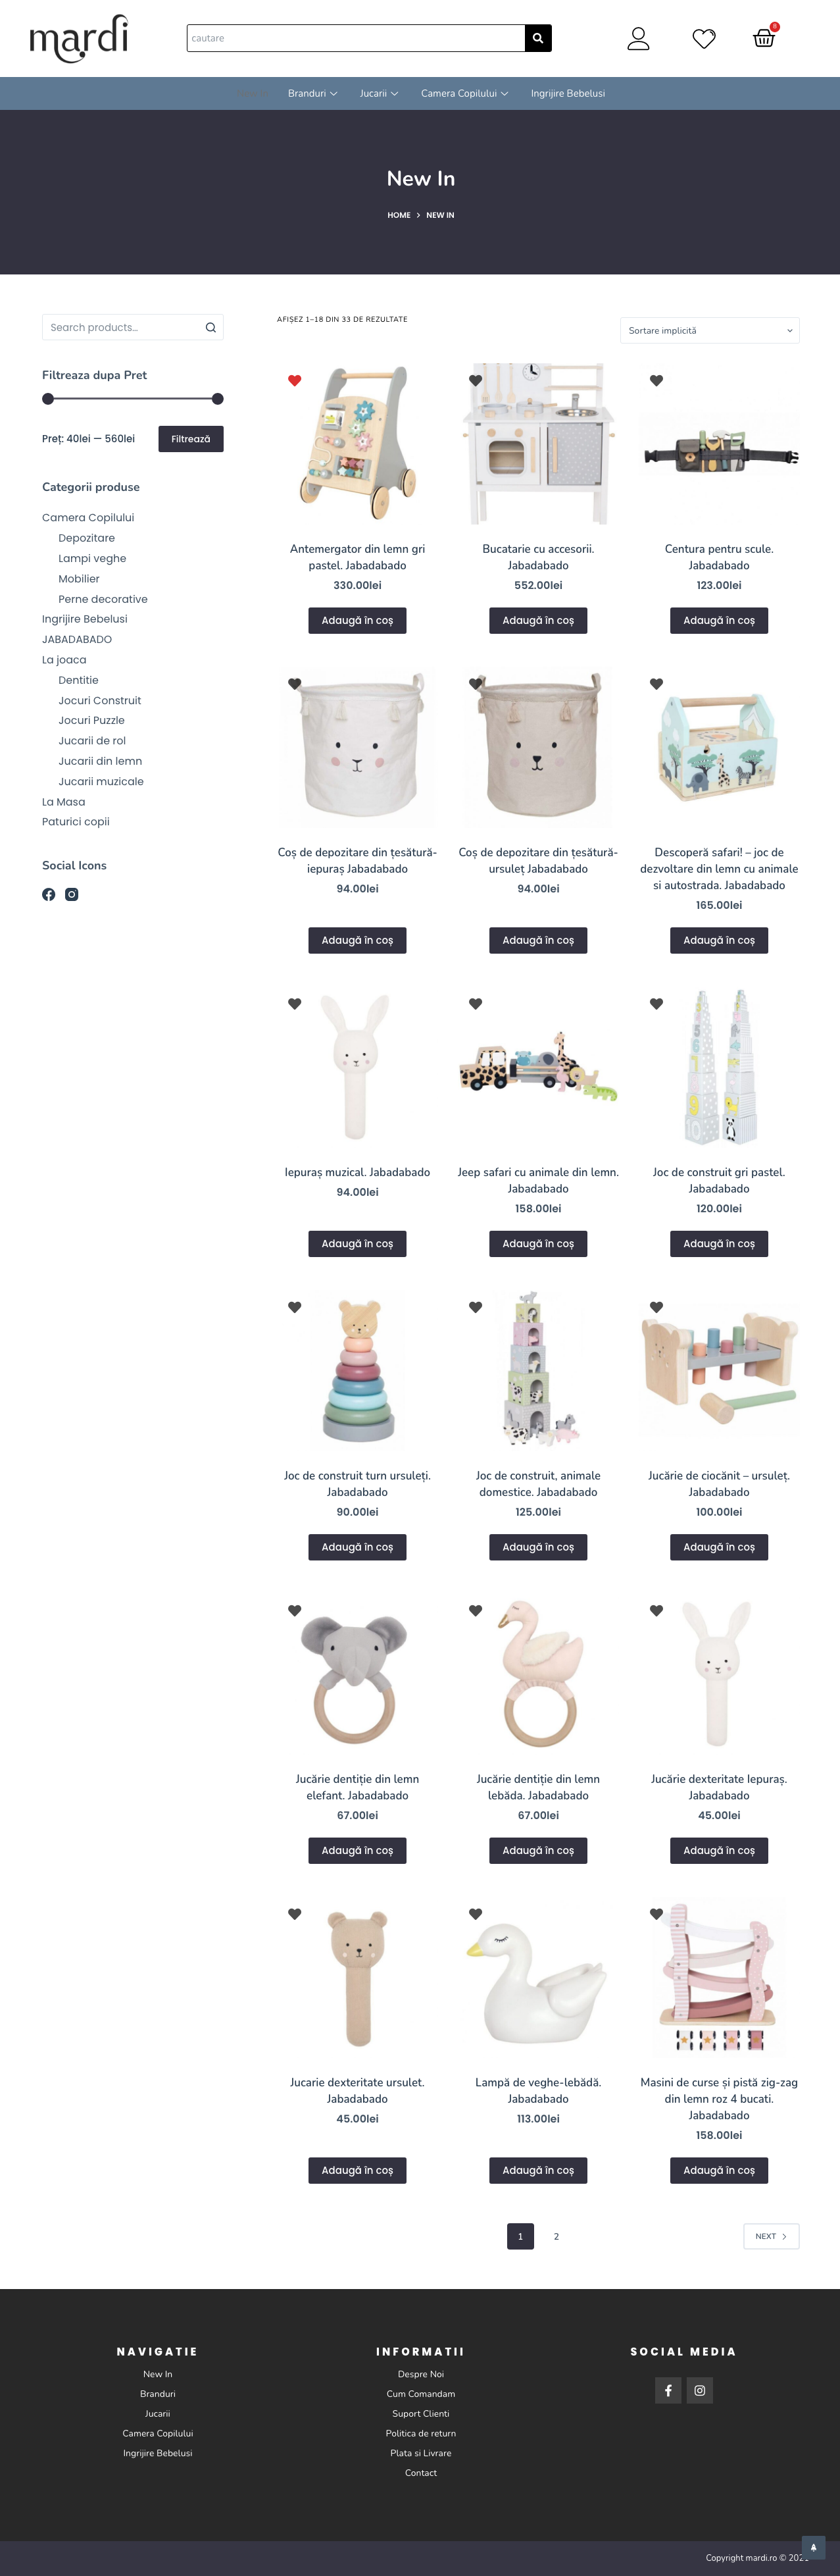 mardi
cautare
0
Branduri
Jucarii
Camera Copilului
Ingrijire Bebelusi
New In
HOME > NEW IN
Search products...
Filtreaza dupa Pret
Preț: 40lei — 560lei
Filtrează
Categorii produse
Camera Copilului
Depozitare
Lampi veghe
Mobilier
Perne decorative
Ingrijire Bebelusi
JABADABADO
La joaca
Dentitie
Jocuri Construit
Jocuri Puzzle
Jucarii de rol
Jucarii din lemn
Jucarii muzicale
La Masa
Paturici copii
Social Icons
AFIȘEZ 1–18 DIN 33 DE REZULTATE
Sortare implicită
Antemergator din lemn gri
pastel. Jabadabado
330.00lei
Adaugă în coș
Bucatarie cu accesorii.
Jabadabado
552.00lei
Adaugă în coș
Centura pentru scule.
Jabadabado
123.00lei
Adaugă în coș
Coș de depozitare din țesătură-
iepuraș Jabadabado
94.00lei
Adaugă în coș
Coș de depozitare din țesătură-
ursuleț Jabadabado
94.00lei
Adaugă în coș
Descoperă safari! – joc de
dezvoltare din lemn cu animale
si autostrada. Jabadabado
165.00lei
Adaugă în coș
Iepuraș muzical. Jabadabado
94.00lei
Adaugă în coș
Jeep safari cu animale din lemn.
Jabadabado
158.00lei
Adaugă în coș
Joc de construit gri pastel.
Jabadabado
120.00lei
Adaugă în coș
Joc de construit turn ursuleți.
Jabadabado
90.00lei
Adaugă în coș
Joc de construit, animale
domestice. Jabadabado
125.00lei
Adaugă în coș
Jucărie de ciocănit – ursuleț.
Jabadabado
100.00lei
Adaugă în coș
Jucărie dentiție din lemn
elefant. Jabadabado
67.00lei
Adaugă în coș
Jucărie dentiție din lemn
lebăda. Jabadabado
67.00lei
Adaugă în coș
Jucărie dexteritate Iepuraș.
Jabadabado
45.00lei
Adaugă în coș
Jucarie dexteritate ursulet.
Jabadabado
45.00lei
Adaugă în coș
Lampă de veghe-lebădă.
Jabadabado
113.00lei
Adaugă în coș
Masini de curse și pistă zig-zag
din lemn roz 4 bucati.
Jabadabado
158.00lei
Adaugă în coș
1
2
NEXT
NAVIGATIE
New In
Branduri
Jucarii
Camera Copilului
Ingrijire Bebelusi
INFORMATII
Despre Noi
Cum Comandam
Suport Clienti
Politica de return
Plata si Livrare
Contact
SOCIAL MEDIA
Copyright mardi.ro © 2021